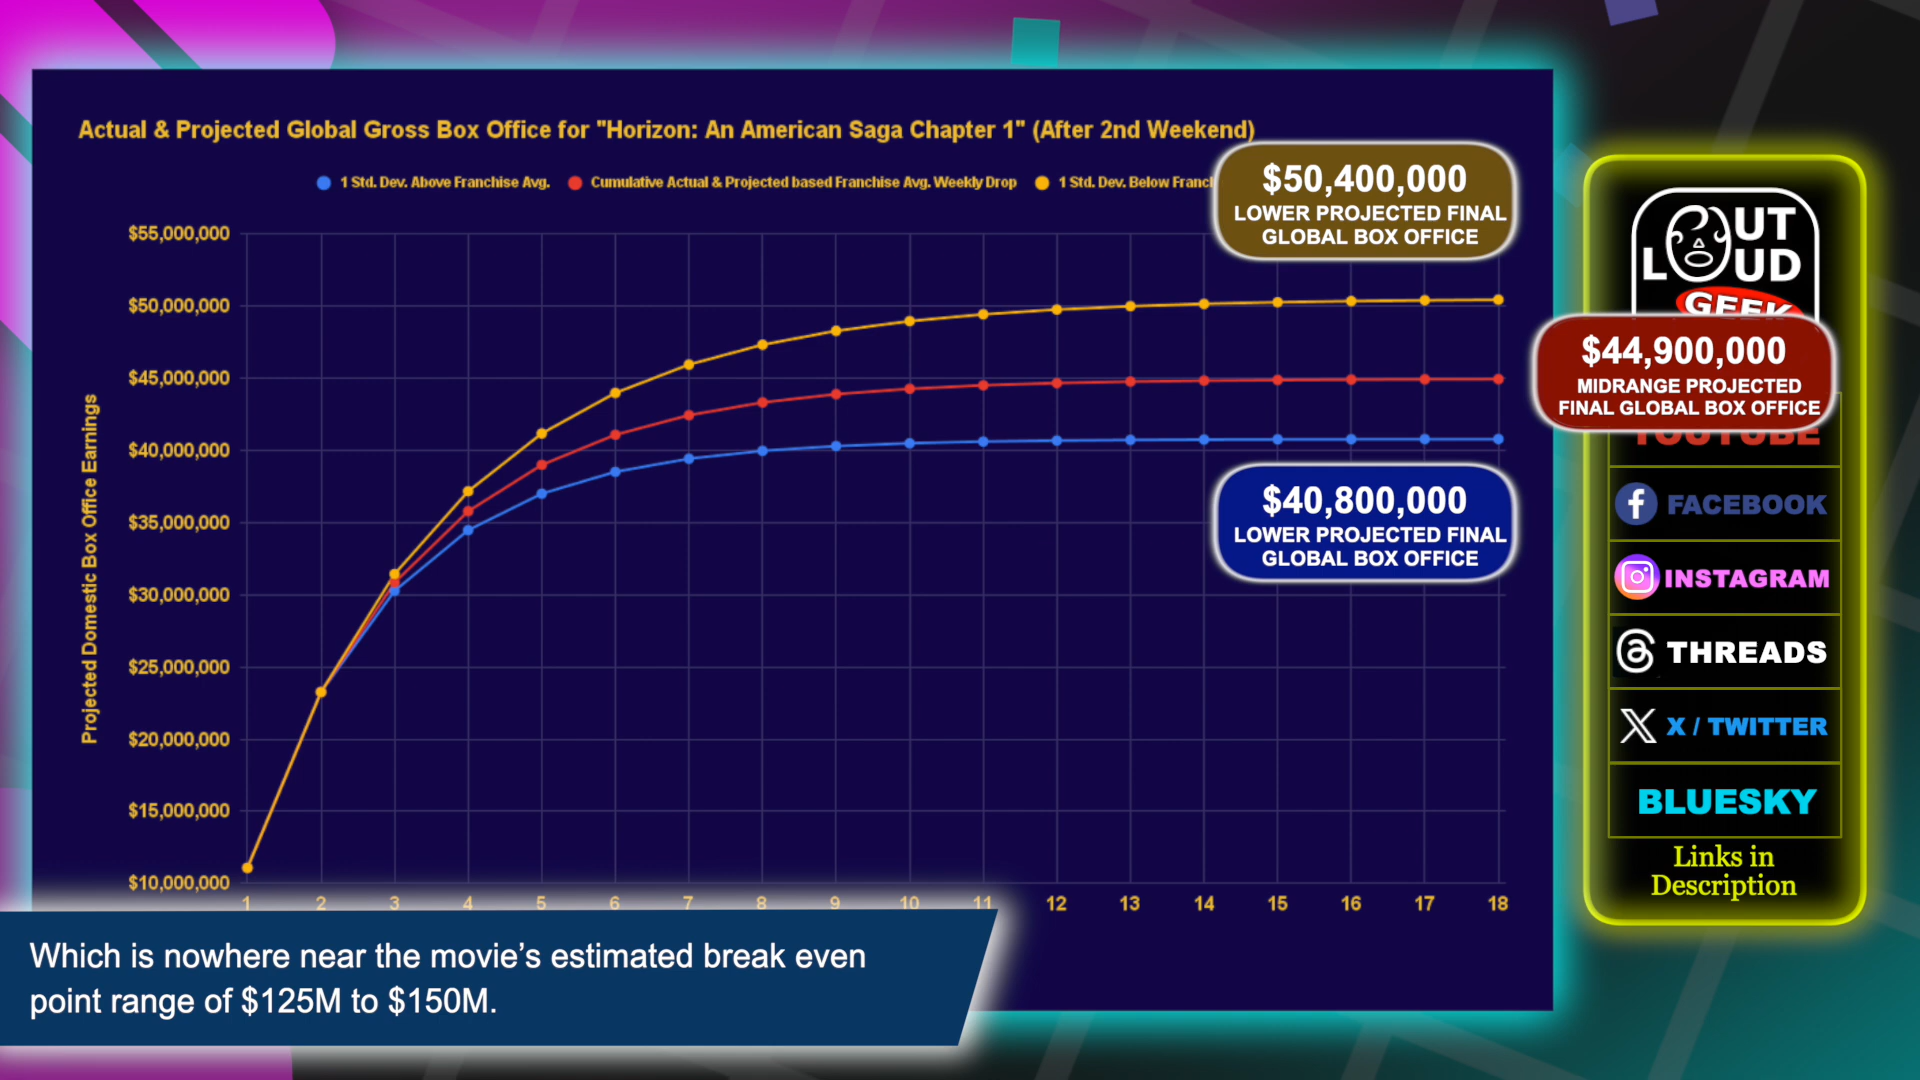 Actual & Projected Global Gross Box Office for "Horizon: An American Saga Chapter 1" (After 2nd Weekend)
1 Std. Dev. Above Franchise Avg.
Cumulative Actual & Projected based Franchise Avg. Weekly Drop
1 Std. Dev. Below
$50,400,000
LOWER PROJECTED FINAL
GLOBAL BOX OFFICE
$44,900,000
MIDRANGE PROJECTED
FINAL GLOBAL BOX OFFICE
$40,800,000
LOWER PROJECTED FINAL
GLOBAL BOX OFFICE
Projected Domestic Box Office Earnings
$55,000,000
$50,000,000
$45,000,000
$40,000,000
$35,000,000
$30,000,000
$25,000,000
$20,000,000
$15,000,000
$10,000,000
1 2 3 4 5 6 7 8 9 10 11 12 13 14 15 16 17 18
Which is nowhere near the movie’s estimated break even
point range of $125M to $150M.
OUT
LOUD
GEEK
YOUTUBE
FACEBOOK
INSTAGRAM
THREADS
X / TWITTER
BLUESKY
Links in
Description